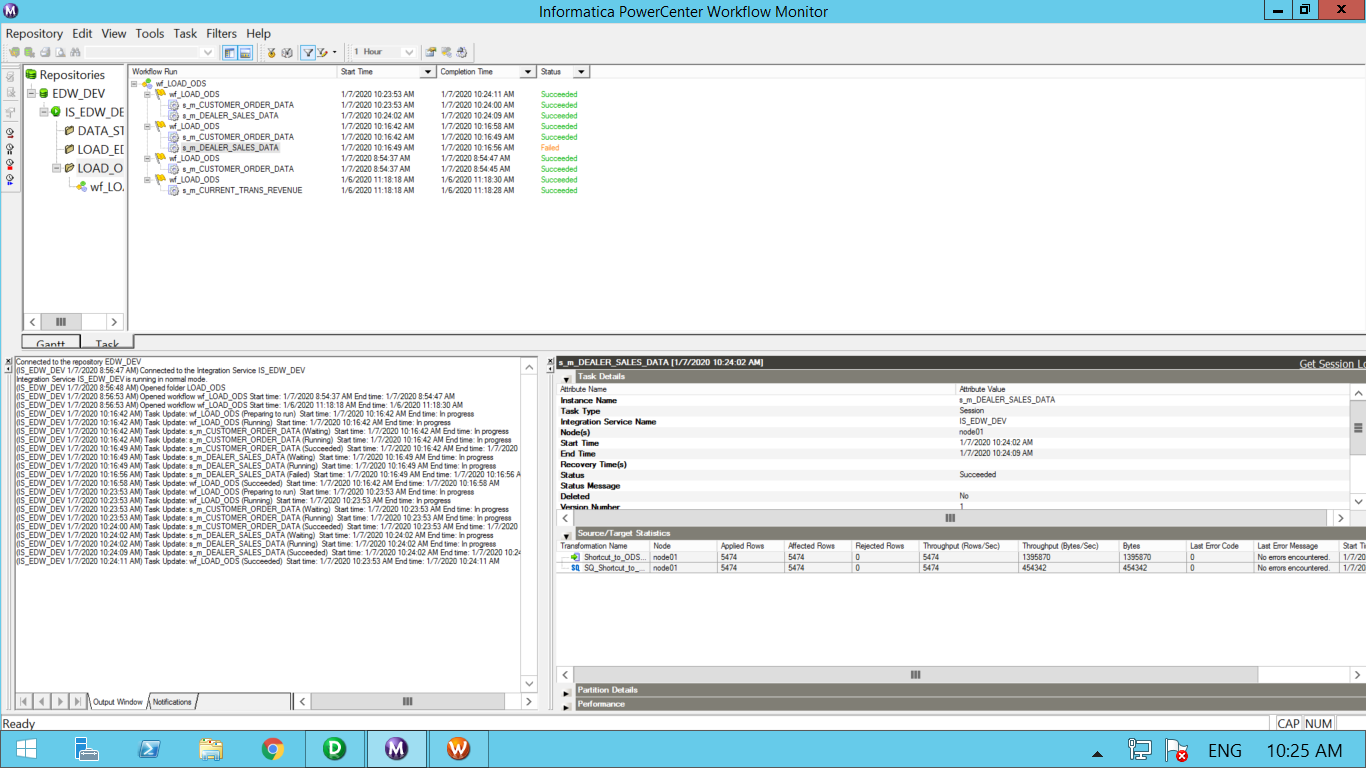 Informatica PowerCenter Workflow Monitor
Repository Edit View Tools Task Filters Help
1 Hour
Repositories
EDW_DEV
IS_EDW_DE
DATA_ST
LOAD_ED
LOAD_O
wf_LO
Workflow Run Start Time Completion Time Status
wf_LOAD_ODS
wf_LOAD_ODS 1/7/2020 10:23:53 AM 1/7/2020 10:24:11 AM Succeeded
s_m_CUSTOMER_ORDER_DATA 1/7/2020 10:23:53 AM 1/7/2020 10:24:00 AM Succeeded
s_m_DEALER_SALES_DATA 1/7/2020 10:24:02 AM 1/7/2020 10:24:09 AM Succeeded
wf_LOAD_ODS 1/7/2020 10:16:42 AM 1/7/2020 10:16:58 AM Succeeded
s_m_CUSTOMER_ORDER_DATA 1/7/2020 10:16:42 AM 1/7/2020 10:16:49 AM Succeeded
s_m_DEALER_SALES_DATA 1/7/2020 10:16:49 AM 1/7/2020 10:16:56 AM Failed
wf_LOAD_ODS 1/7/2020 8:54:37 AM 1/7/2020 8:54:47 AM Succeeded
s_m_CUSTOMER_ORDER_DATA 1/7/2020 8:54:37 AM 1/7/2020 8:54:45 AM Succeeded
wf_LOAD_ODS 1/6/2020 11:18:18 AM 1/6/2020 11:18:30 AM Succeeded
s_m_CURRENT_TRANS_REVENUE 1/6/2020 11:18:18 AM 1/6/2020 11:18:28 AM Succeeded
Gantt Task
Connected to the repository EDW_DEV
(IS_EDW_DEV 1/7/2020 8:56:47 AM) Connected to the Integration Service IS_EDW_DEV
Integration Service IS_EDW_DEV is running in normal mode.
(IS_EDW_DEV 1/7/2020 8:56:48 AM) Opened folder LOAD_ODS
(IS_EDW_DEV 1/7/2020 8:56:53 AM) Opened workflow wf_LOAD_ODS Start time: 1/7/2020 8:54:37 AM End time: 1/7/2020 8:54:47 AM
(IS_EDW_DEV 1/7/2020 8:56:53 AM) Opened workflow wf_LOAD_ODS Start time: 1/6/2020 11:18:18 AM End time: 1/6/2020 11:18:30 AM
(IS_EDW_DEV 1/7/2020 10:16:42 AM) Task Update: wf_LOAD_ODS (Preparing to run) Start time: 1/7/2020 10:16:42 AM End time: In progress
(IS_EDW_DEV 1/7/2020 10:16:42 AM) Task Update: wf_LOAD_ODS (Running) Start time: 1/7/2020 10:16:42 AM End time: In progress
(IS_EDW_DEV 1/7/2020 10:16:42 AM) Task Update: s_m_CUSTOMER_ORDER_DATA (Waiting) Start time: 1/7/2020 10:16:42 AM End time: In progress
(IS_EDW_DEV 1/7/2020 10:16:42 AM) Task Update: s_m_CUSTOMER_ORDER_DATA (Running) Start time: 1/7/2020 10:16:42 AM End time: In progress
(IS_EDW_DEV 1/7/2020 10:16:49 AM) Task Update: s_m_CUSTOMER_ORDER_DATA (Succeeded) Start time: 1/7/2020 10:16:42 AM End time: 1/7/2020
(IS_EDW_DEV 1/7/2020 10:16:49 AM) Task Update: s_m_DEALER_SALES_DATA (Waiting) Start time: 1/7/2020 10:16:49 AM End time: In progress
(IS_EDW_DEV 1/7/2020 10:16:49 AM) Task Update: s_m_DEALER_SALES_DATA (Running) Start time: 1/7/2020 10:16:49 AM End time: In progress
(IS_EDW_DEV 1/7/2020 10:16:56 AM) Task Update: s_m_DEALER_SALES_DATA (Failed) Start time: 1/7/2020 10:16:49 AM End time: 1/7/2020 10:16:56 A
(IS_EDW_DEV 1/7/2020 10:16:58 AM) Task Update: wf_LOAD_ODS (Succeeded) Start time: 1/7/2020 10:16:42 AM End time: 1/7/2020 10:16:58 AM
(IS_EDW_DEV 1/7/2020 10:23:53 AM) Task Update: wf_LOAD_ODS (Preparing to run) Start time: 1/7/2020 10:23:53 AM End time: In progress
(IS_EDW_DEV 1/7/2020 10:23:53 AM) Task Update: wf_LOAD_ODS (Running) Start time: 1/7/2020 10:23:53 AM End time: In progress
(IS_EDW_DEV 1/7/2020 10:23:53 AM) Task Update: s_m_CUSTOMER_ORDER_DATA (Waiting) Start time: 1/7/2020 10:23:53 AM End time: In progress
(IS_EDW_DEV 1/7/2020 10:23:53 AM) Task Update: s_m_CUSTOMER_ORDER_DATA (Running) Start time: 1/7/2020 10:23:53 AM End time: In progress
(IS_EDW_DEV 1/7/2020 10:24:00 AM) Task Update: s_m_CUSTOMER_ORDER_DATA (Succeeded) Start time: 1/7/2020 10:23:53 AM End time: 1/7/2020
(IS_EDW_DEV 1/7/2020 10:24:02 AM) Task Update: s_m_DEALER_SALES_DATA (Waiting) Start time: 1/7/2020 10:24:02 AM End time: In progress
(IS_EDW_DEV 1/7/2020 10:24:02 AM) Task Update: s_m_DEALER_SALES_DATA (Running) Start time: 1/7/2020 10:24:02 AM End time: In progress
(IS_EDW_DEV 1/7/2020 10:24:09 AM) Task Update: s_m_DEALER_SALES_DATA (Succeeded) Start time: 1/7/2020 10:24:02 AM End time: 1/7/2020 10:24
(IS_EDW_DEV 1/7/2020 10:24:11 AM) Task Update: wf_LOAD_ODS (Succeeded) Start time: 1/7/2020 10:23:53 AM End time: 1/7/2020 10:24:11 AM
Output Window Notifications
s_m_DEALER_SALES_DATA [1/7/2020 10:24:02 AM] Get Session Lo
Task Details
Attribute Name Attribute Value
Instance Name s_m_DEALER_SALES_DATA
Task Type Session
Integration Service Name IS_EDW_DEV
Node(s) node01
Start Time 1/7/2020 10:24:02 AM
End Time 1/7/2020 10:24:09 AM
Recovery Time(s)
Status Succeeded
Status Message
Deleted No
Version Number 1
Source/Target Statistics
Transformation Name Node Applied Rows Affected Rows Rejected Rows Throughput (Rows/Sec) Throughput (Bytes/Sec) Bytes Last Error Code Last Error Message Start Ti
Shortcut_to_ODS... node01 5474 5474 0 5474 1395870 1395870 0 No errors encountered. 1/7/20
SQ_Shortcut_to_... node01 5474 5474 0 5474 454342 454342 0 No errors encountered. 1/7/20
Partition Details
Performance
Ready
CAP NUM
ENG 10:25 AM